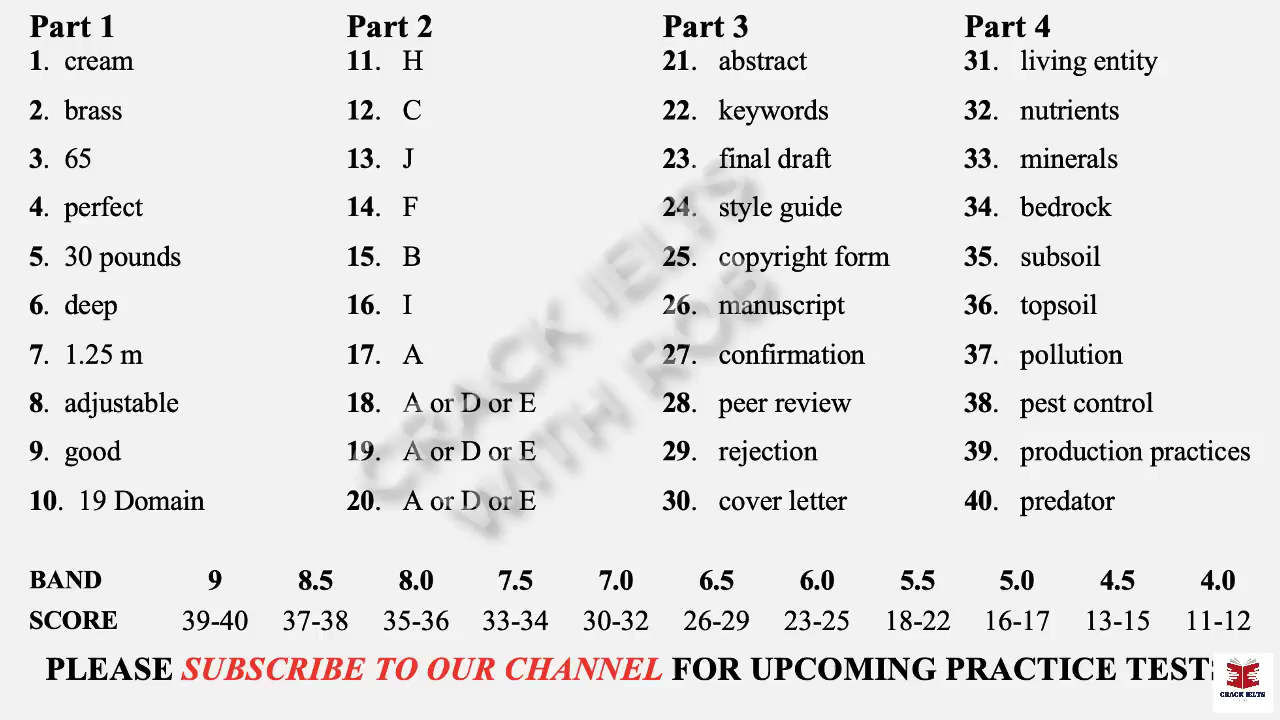 Part 1 Part 2 Part 3 Part 4
1. cream 11. H 21. abstract 31. living entity
2. brass 12. C 22. keywords 32. nutrients
3. 65 13. J 23. final draft 33. minerals
4. perfect 14. F 24. style guide 34. bedrock
5. 30 pounds 15. B 25. copyright form 35. subsoil
6. deep 16. I 26. manuscript 36. topsoil
7. 1.25 m 17. A 27. confirmation 37. pollution
8. adjustable 18. A or D or E 28. peer review 38. pest control
9. good 19. A or D or E 29. rejection 39. production practices
10. 19 Domain 20. A or D or E 30. cover letter 40. predator
CRACK IELTS
WITH ROB
BAND 9 8.5 8.0 7.5 7.0 6.5 6.0 5.5 5.0 4.5 4.0
SCORE 39-40 37-38 35-36 33-34 30-32 26-29 23-25 18-22 16-17 13-15 11-12
PLEASE SUBSCRIBE TO OUR CHANNEL FOR UPCOMING PRACTICE TESTS
CRACK IELTS